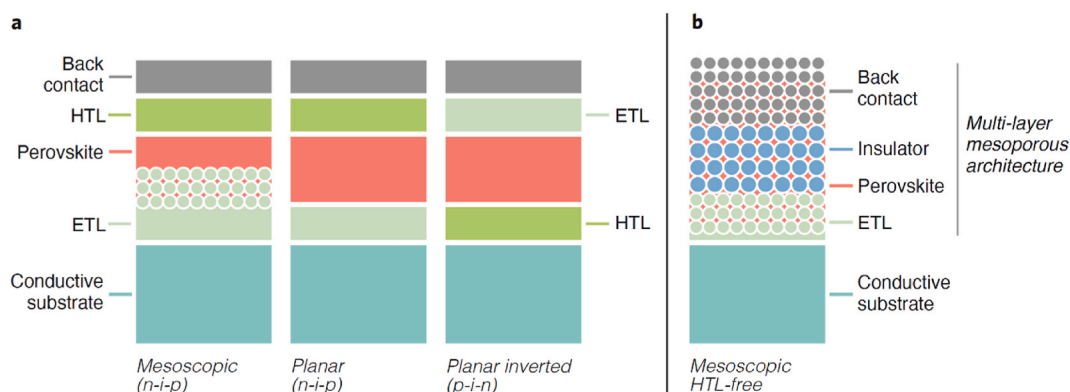 a
Back
contact
HTL
Perovskite
ETL
Conductive
substrate
ETL
HTL
Mesoscopic
(n-i-p)
Planar
(n-i-p)
Planar inverted
(p-i-n)
b
Back
contact
Insulator
Perovskite
ETL
Conductive
substrate
Multi-layer
mesoporous
architecture
Mesoscopic
HTL-free